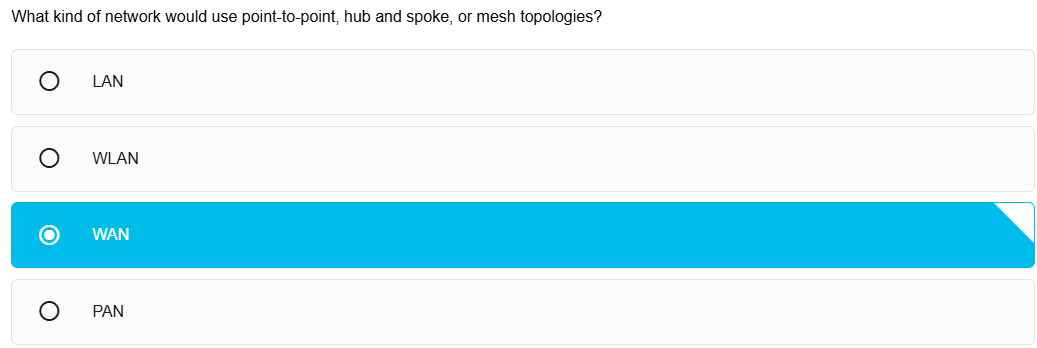 What kind of network would use point-to-point, hub and spoke, or mesh topologies?
LAN
WLAN
WAN
PAN